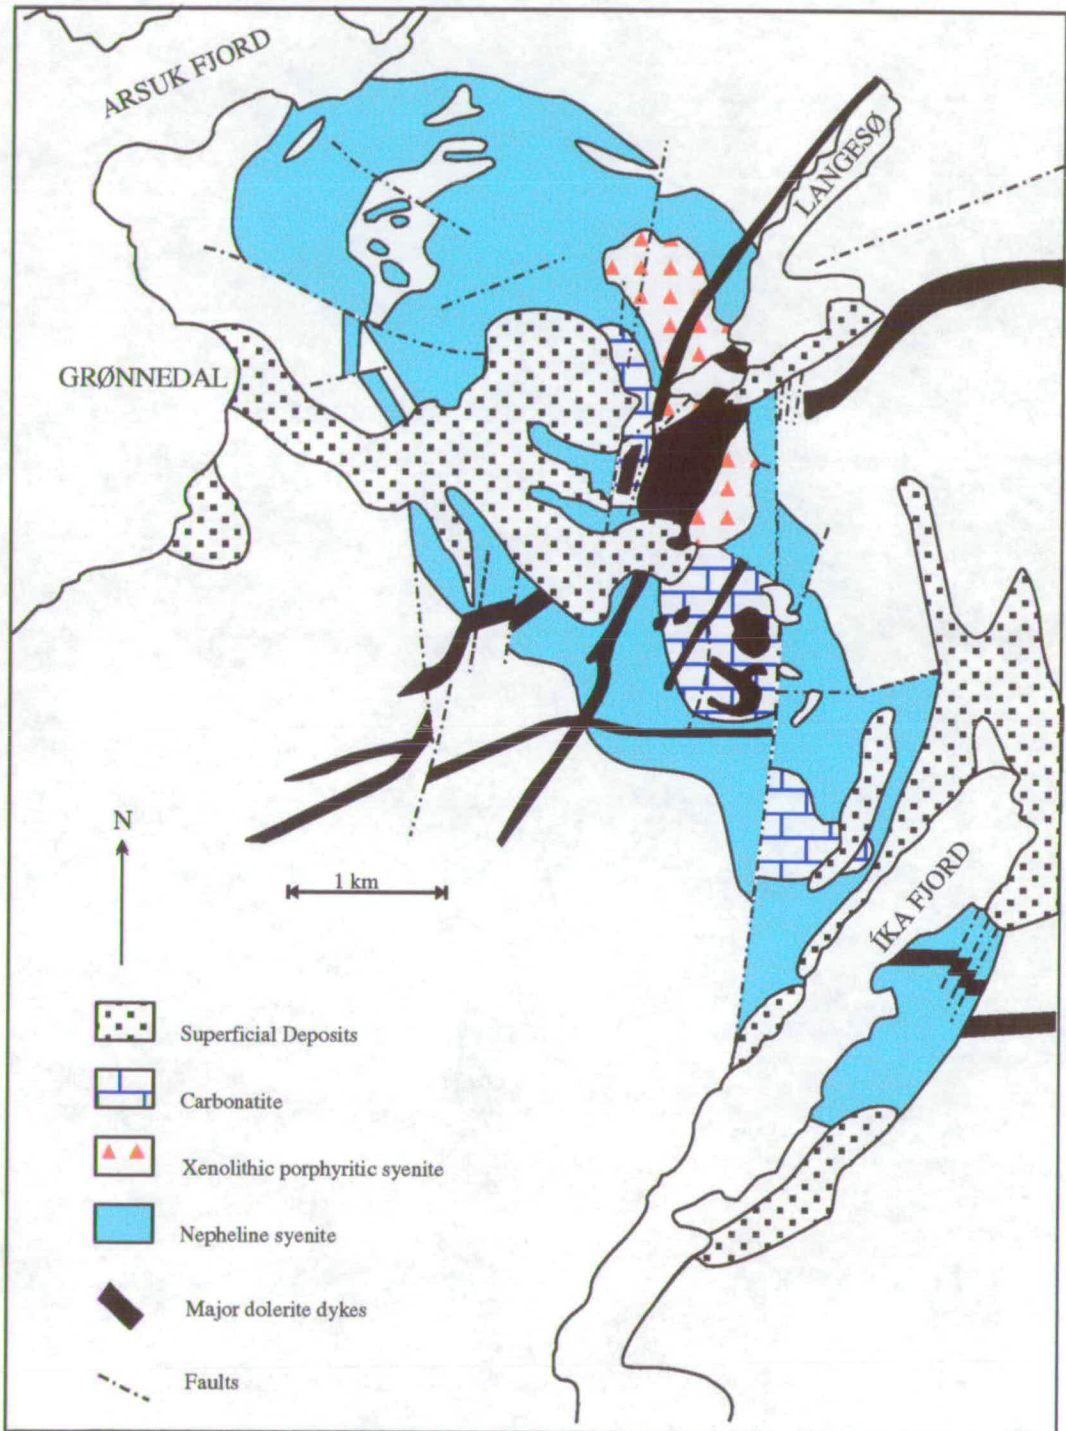 ARSUK FJORD
LANGESØ
GRØNNEDAL
N
1 km
ÍKA FJORD
Superficial Deposits
Carbonatite
Xenolithic porphyritic syenite
Nepheline syenite
Major dolerite dykes
Faults